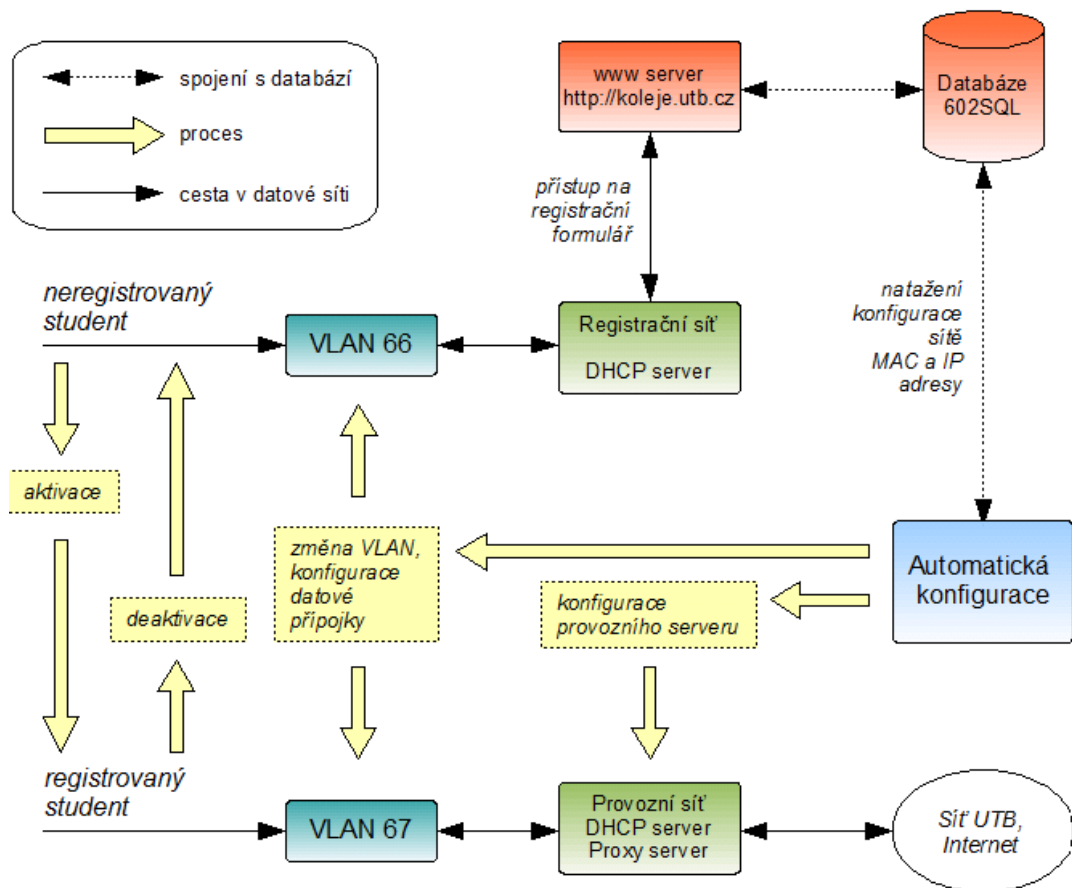 spojení s databází
proces
cesta v datové síti
www server
http://koleje.utb.cz
Databáze
602SQL
přístup na
registrační
formulář
natažení
konfigurace
sítě
MAC a IP
adresy
neregistrovaný
student
VLAN 66
Registrační síť
DHCP server
aktivace
deaktivace
změna VLAN,
konfigurace
datové
přípojky
konfigurace
provozního serveru
Automatická
konfigurace
registrovaný
student
VLAN 67
Provozní síť
DHCP server
Proxy server
Síť UTB,
Internet